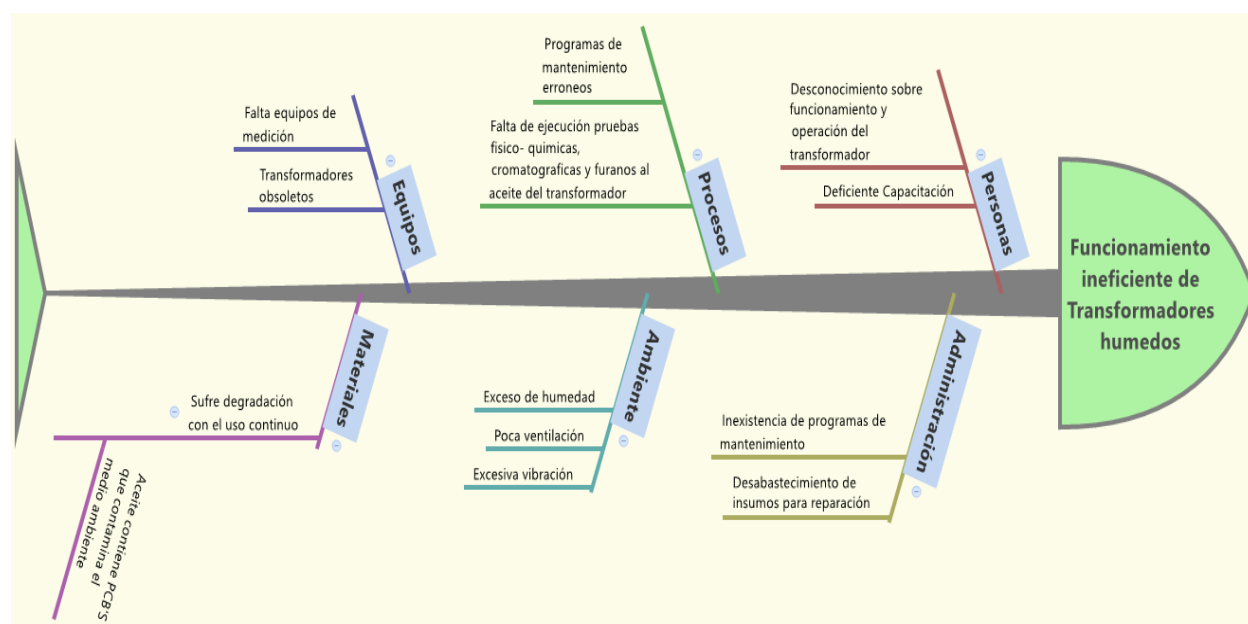 Programas de
mantenimiento
erroneos
Falta equipos de
medición
Transformadores
obsoletos
Equipos
Falta de ejecución pruebas
fisico- quimicas,
cromatograficas y furanos al
aceite del transformador
Procesos
Desconocimiento sobre
funcionamiento y
operación del
transformador
Deficiente Capacitación
Personas
Funcionamiento
ineficiente de
Transformadores
humedos
Materiales
Sufre degradación
con el uso continuo
Aceite contiene PCB'S
que contamina el
medio ambiente
Ambiente
Exceso de humedad
Poca ventilación
Excesiva vibración
Administración
Inexistencia de programas de
mantenimiento
Desabastecimiento de
insumos para reparación